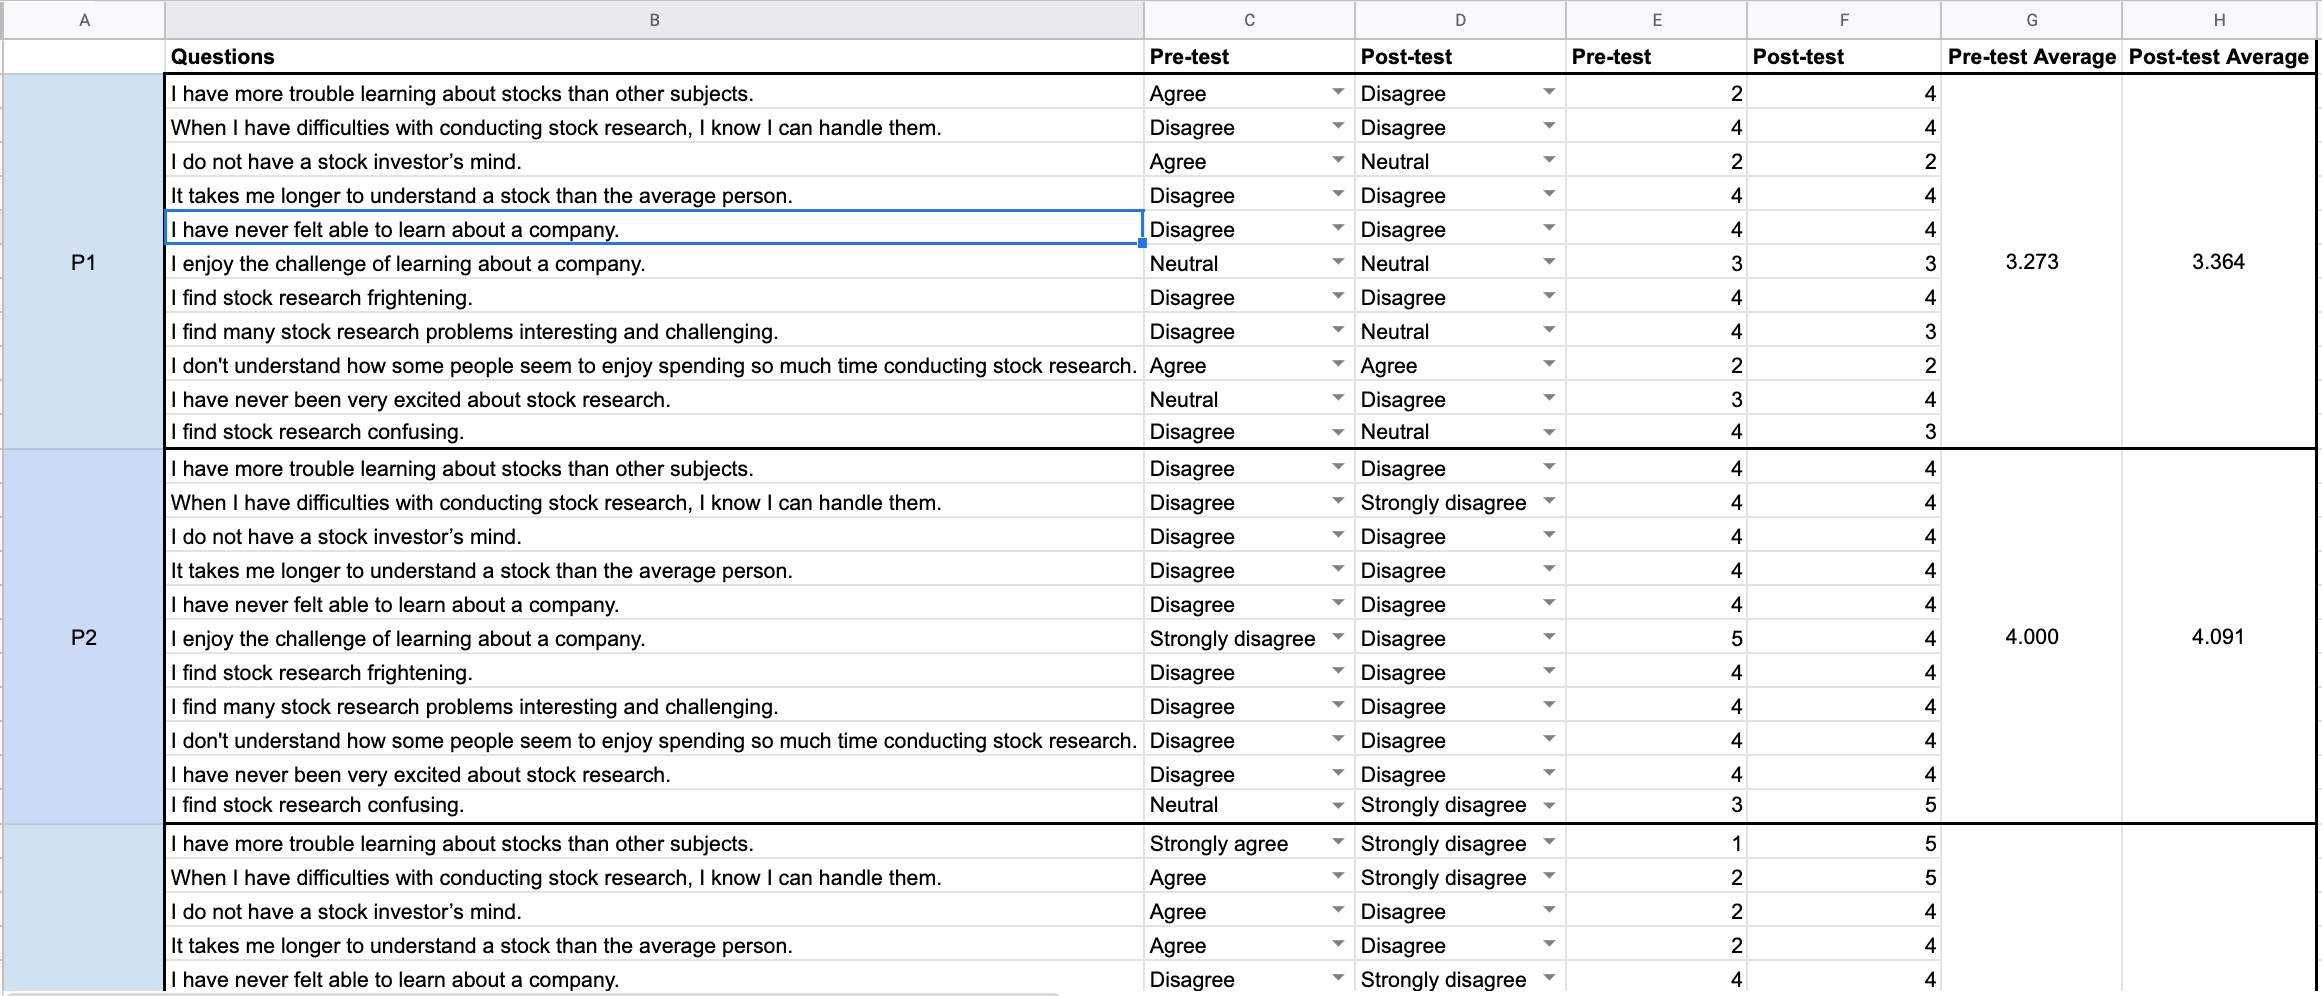 A B C D E F G H
Questions Pre-test Post-test Pre-test Post-test Pre-test Average Post-test Average
I have more trouble learning about stocks than other subjects. Agree Disagree 2 4
When I have difficulties with conducting stock research, I know I can handle them. Disagree Disagree 4 4
I do not have a stock investor’s mind. Agree Neutral 2 2
It takes me longer to understand a stock than the average person. Disagree Disagree 4 4
I have never felt able to learn about a company. Disagree Disagree 4 4
P1 I enjoy the challenge of learning about a company. Neutral Neutral 3 3 3.273 3.364
I find stock research frightening. Disagree Disagree 4 4
I find many stock research problems interesting and challenging. Disagree Neutral 4 3
I don't understand how some people seem to enjoy spending so much time conducting stock research. Agree Agree 2 2
I have never been very excited about stock research. Neutral Disagree 3 4
I find stock research confusing. Disagree Neutral 4 3
I have more trouble learning about stocks than other subjects. Disagree Disagree 4 4
When I have difficulties with conducting stock research, I know I can handle them. Disagree Strongly disagree 4 4
I do not have a stock investor’s mind. Disagree Disagree 4 4
It takes me longer to understand a stock than the average person. Disagree Disagree 4 4
I have never felt able to learn about a company. Disagree Disagree 4 4
P2 I enjoy the challenge of learning about a company. Strongly disagree Disagree 5 4 4.000 4.091
I find stock research frightening. Disagree Disagree 4 4
I find many stock research problems interesting and challenging. Disagree Disagree 4 4
I don't understand how some people seem to enjoy spending so much time conducting stock research. Disagree Disagree 4 4
I have never been very excited about stock research. Disagree Disagree 4 4
I find stock research confusing. Neutral Strongly disagree 3 5
I have more trouble learning about stocks than other subjects. Strongly agree Strongly disagree 1 5
When I have difficulties with conducting stock research, I know I can handle them. Agree Strongly disagree 2 5
I do not have a stock investor’s mind. Agree Disagree 2 4
It takes me longer to understand a stock than the average person. Agree Disagree 2 4
I have never felt able to learn about a company. Disagree Strongly disagree 4 4